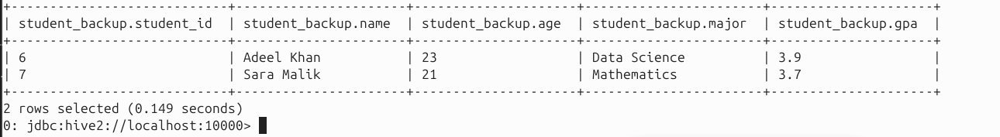 +----------------------------+----------------------+---------------------+-----------------------+---------------------+
| student_backup.student_id  | student_backup.name  | student_backup.age  | student_backup.major  | student_backup.gpa  |
+----------------------------+----------------------+---------------------+-----------------------+---------------------+
| 6                          | Adeel Khan           | 23                  | Data Science          | 3.9                 |
| 7                          | Sara Malik           | 21                  | Mathematics           | 3.7                 |
+----------------------------+----------------------+---------------------+-----------------------+---------------------+
2 rows selected (0.149 seconds)
0: jdbc:hive2://localhost:10000>